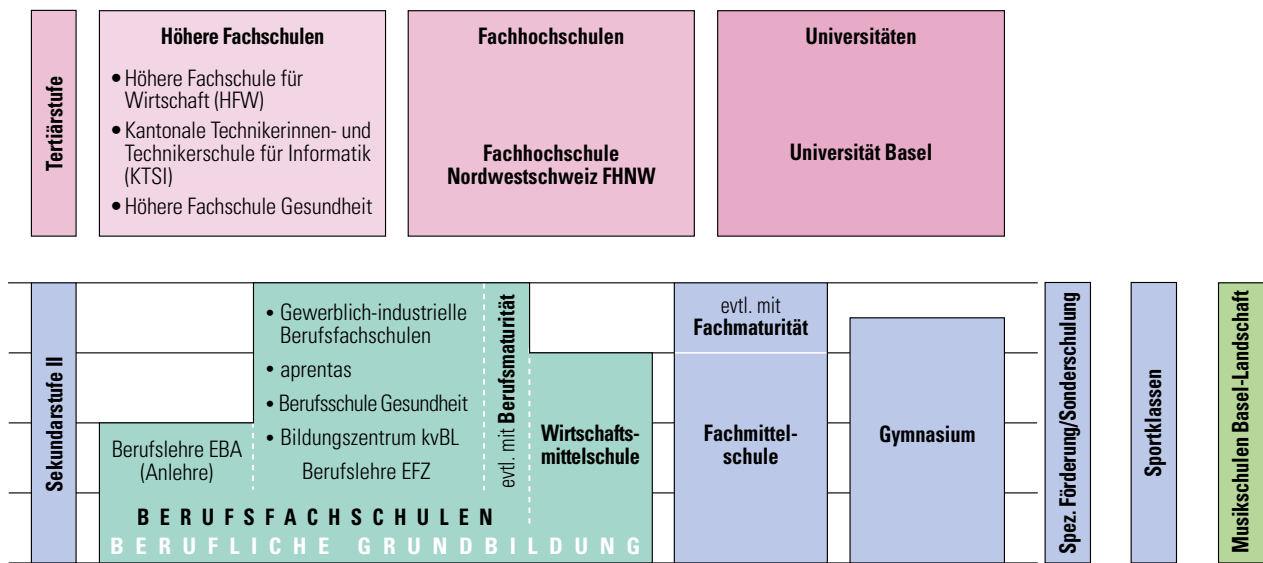 Tertiärstufe
Höhere Fachschulen
• Höhere Fachschule für
Wirtschaft (HFW)
• Kantonale Technikerinnen- und
Technikerschule für Informatik
(KTSI)
• Höhere Fachschule Gesundheit
Fachhochschulen
Fachhochschule
Nordwestschweiz FHNW
Universitäten
Universität Basel
Sekundarstufe II
Berufslehre EBA
(Anlehre)
• Gewerblich-industrielle
Berufsfachschulen
• aprentas
• Berufsschule Gesundheit
• Bildungszentrum kvBL
Berufslehre EFZ
evtl. mit Berufsmaturität
Wirtschafts-
mittelschule
BERUFSFACHSCHULEN
BERUFLICHE GRUNDBILDUNG
evtl. mit
Fachmaturität
Fachmittel-
schule
Gymnasium
Spez. Förderung/Sonderschulung
Sportklassen
Musikschulen Basel-Landschaft